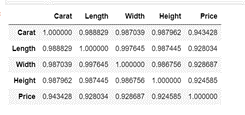 Carat Length Width Height Price
Carat 1.000000 0.988829 0.987039 0.987962 0.943428
Length 0.988829 1.000000 0.997645 0.987445 0.928034
Width 0.987039 0.997645 1.000000 0.986756 0.928687
Height 0.987962 0.987445 0.986756 1.000000 0.924585
Price 0.943428 0.928034 0.928687 0.924585 1.000000